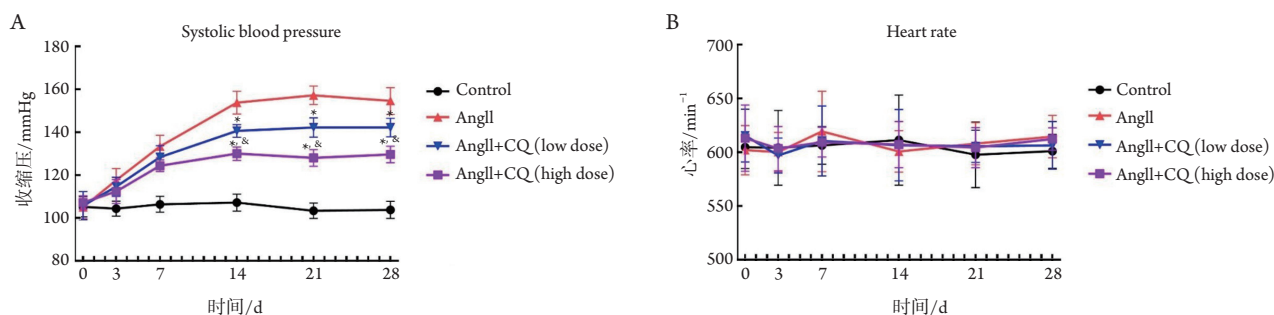 A
Systolic blood pressure
180
160
140
120
100
80
收缩压/mmHg
*
*
*
*, &
*, &
*, &
0 3 7 14 21 28
时间/d
Control
AngII
AngII+CQ (low dose)
AngII+CQ (high dose)
B
Heart rate
700
650
600
550
500
心率/min⁻¹
0 3 7 14 21 28
时间/d
Control
AngII
AngII+CQ (low dose)
AngII+CQ (high dose)